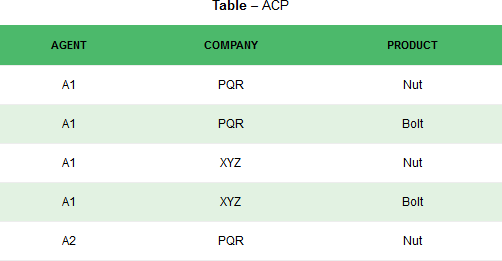 Table – ACP
AGENT COMPANY PRODUCT
A1 PQR Nut
A1 PQR Bolt
A1 XYZ Nut
A1 XYZ Bolt
A2 PQR Nut